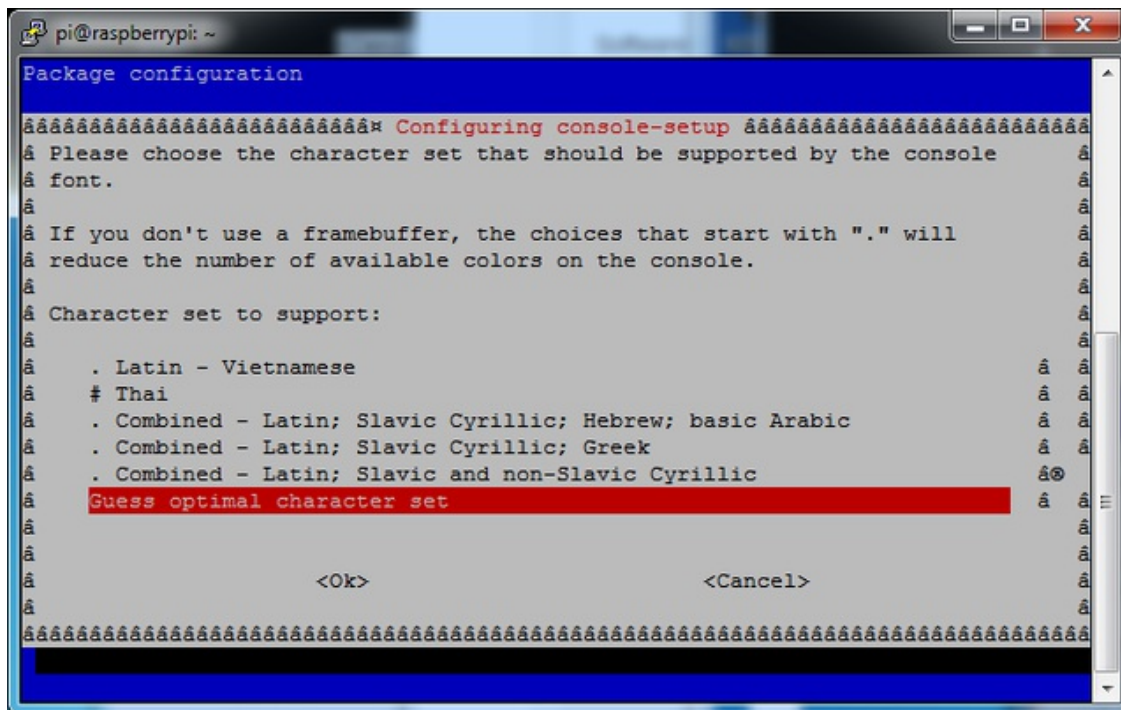 pi@raspberrypi: ~
Package configuration
ââââââââââââââââââââââââââ¤ Configuring console-setup ââââââââââââââââââââââââââ
â Please choose the character set that should be supported by the console â
â font. â
â â
â If you don't use a framebuffer, the choices that start with "." will â
â reduce the number of available colors on the console. â
â â
â Character set to support: â
â â
â . Latin - Vietnamese â â
â # Thai â â
â . Combined - Latin; Slavic Cyrillic; Hebrew; basic Arabic â â
â . Combined - Latin; Slavic Cyrillic; Greek â â
â . Combined - Latin; Slavic and non-Slavic Cyrillic â®
â Guess optimal character set â â
â â
â â
â <Ok> <Cancel> â
â â
ââââââââââââââââââââââââââââââââââââââââââââââââââââââââââââââââââââââââââââââââ